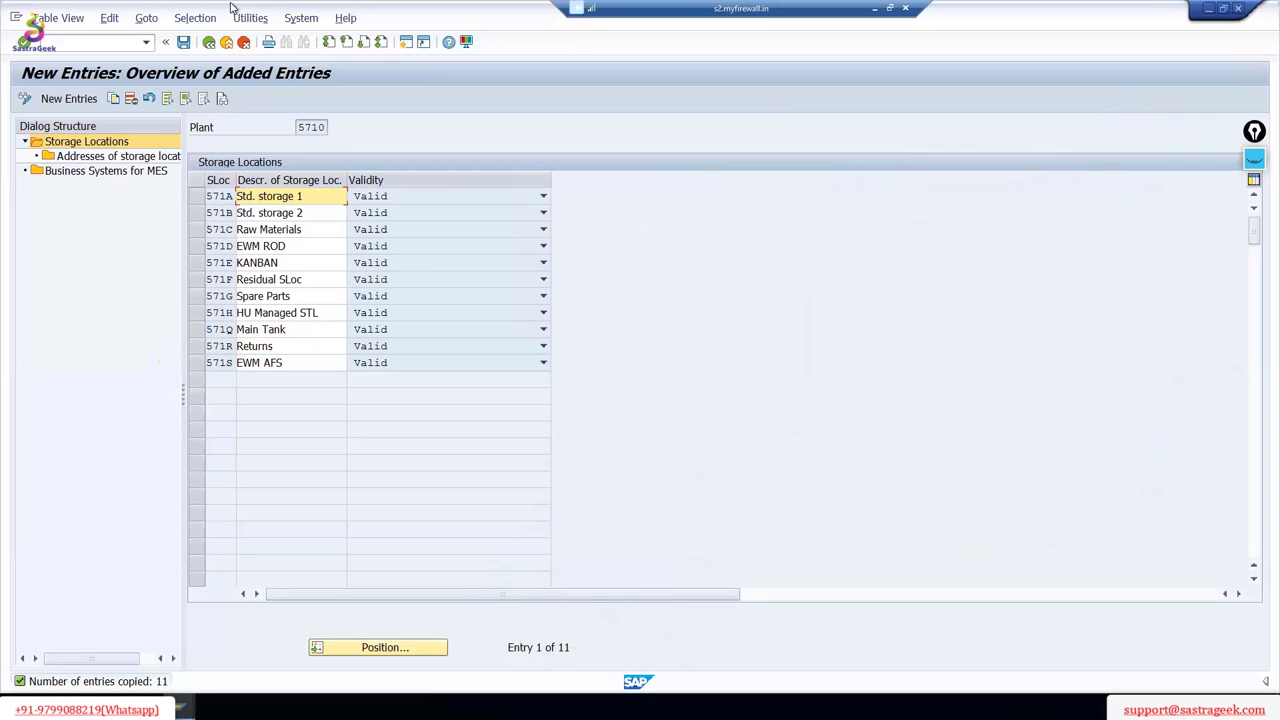 Table View Edit Goto Selection Utilities System Help
s2.myfirewall.in
SastraGeek
New Entries: Overview of Added Entries
New Entries
Dialog Structure
Storage Locations
Addresses of storage locat
Business Systems for MES
Plant 5710
Storage Locations
SLoc Descr. of Storage Loc. Validity
571A Std. storage 1 Valid
571B Std. storage 2 Valid
571C Raw Materials Valid
571D EWM ROD Valid
571E KANBAN Valid
571F Residual SLoc Valid
571G Spare Parts Valid
571H HU Managed STL Valid
571Q Main Tank Valid
571R Returns Valid
571S EWM AFS Valid
Position... Entry 1 of 11
Number of entries copied: 11
SAP
+91-9799088219(Whatsapp)
support@sastrageek.com